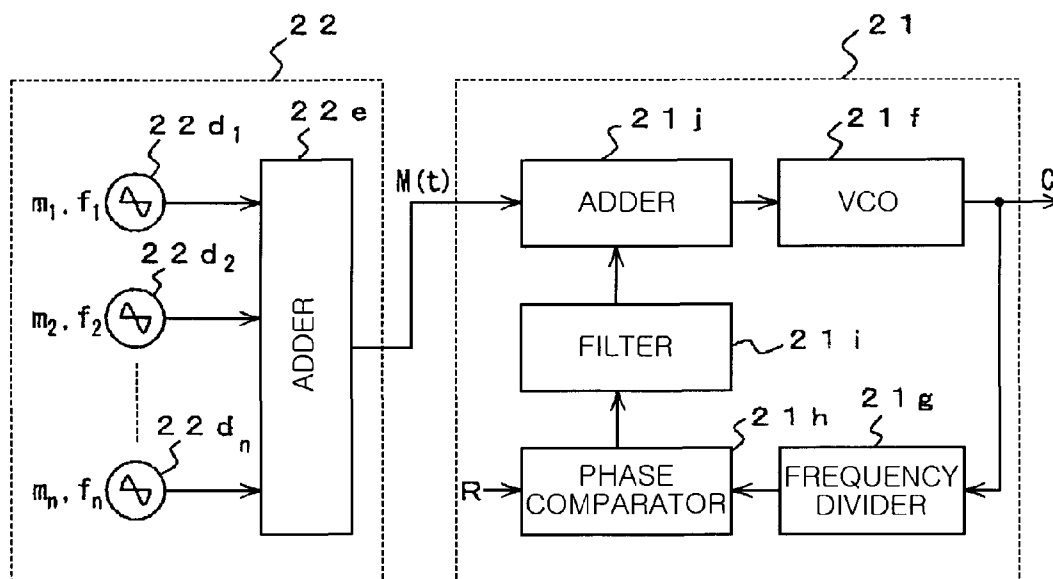 22
21
22d1
22e
21j
21f
m1, f1
M(t)
ADDER
VCO
C
22d2
m2, f2
ADDER
FILTER
21i
22dn
21h
21g
mn, fn
R
PHASE
COMPARATOR
FREQUENCY
DIVIDER